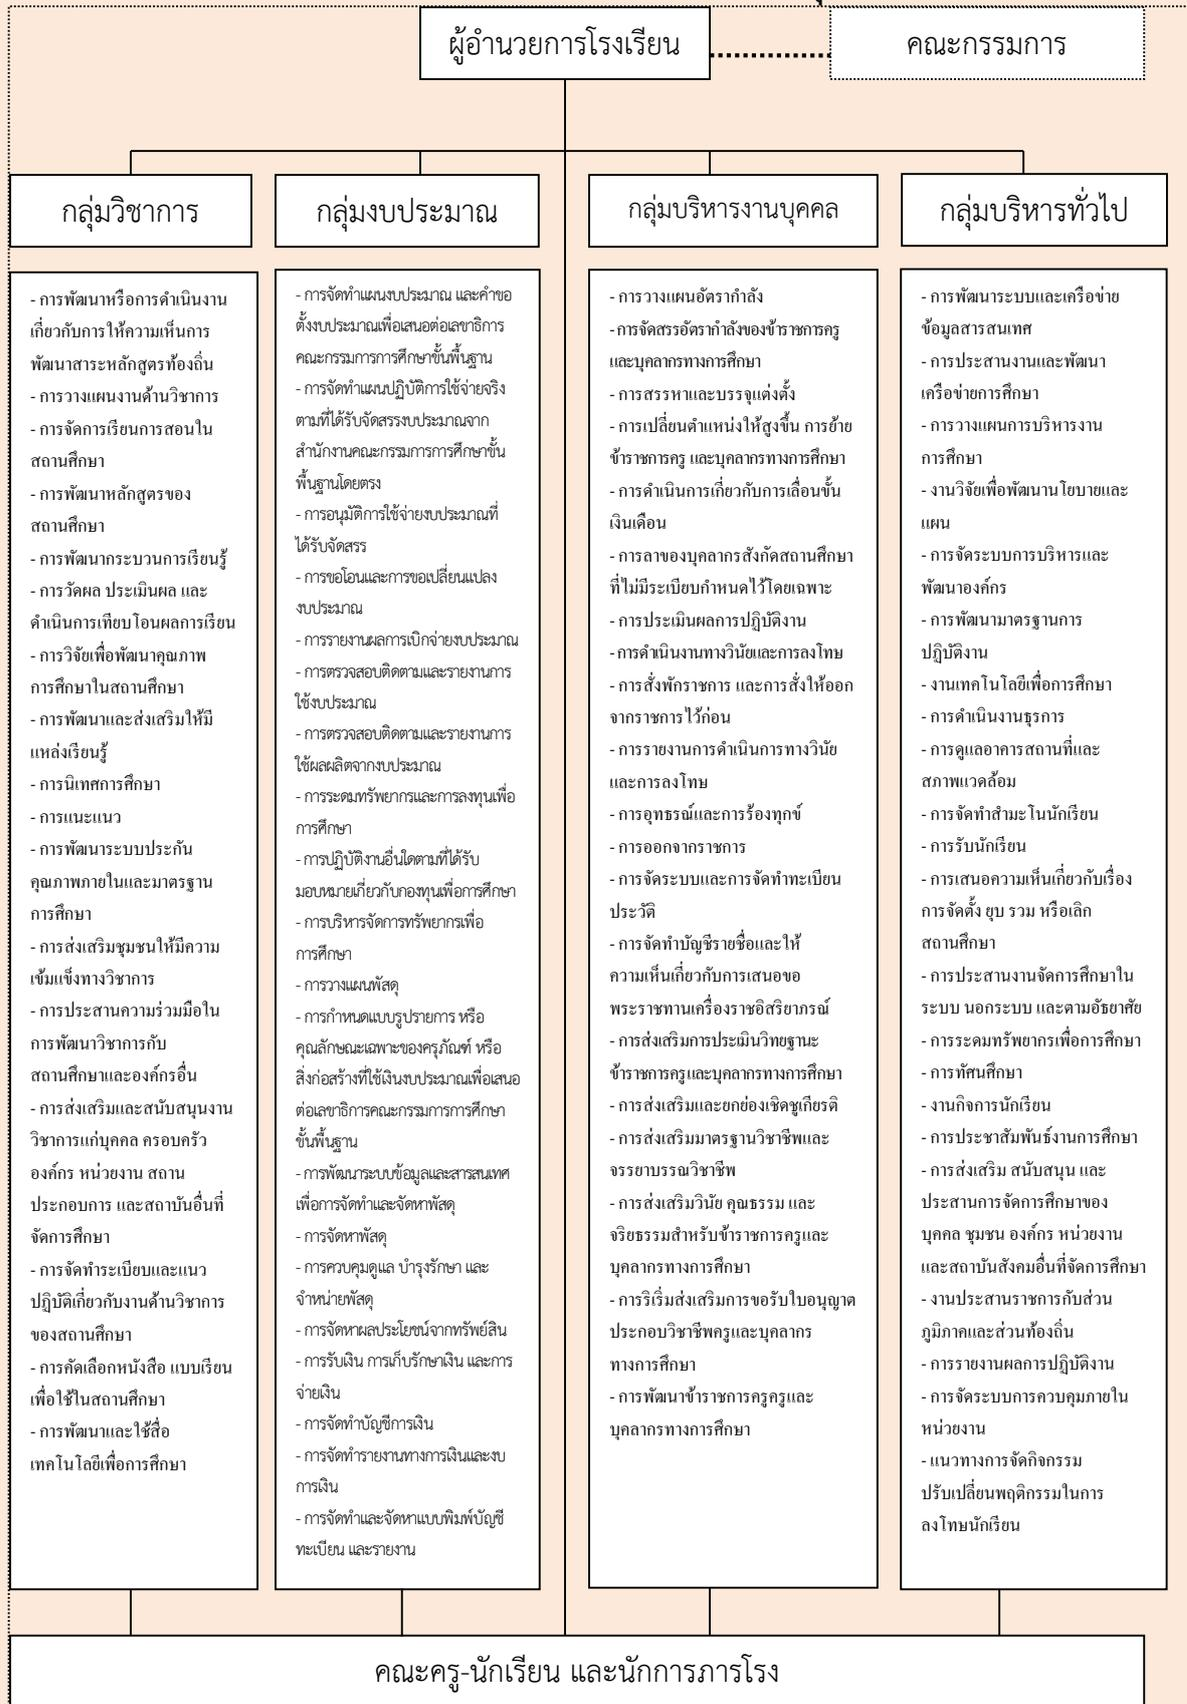 ผู้อำนวยการโรงเรียน
คณะกรรมการ
กลุ่มวิชาการ
กลุ่มงบประมาณ
กลุ่มบริหารงานบุคคล
กลุ่มบริหารทั่วไป
- การพัฒนาหรือการดำเนินงาน
เกี่ยวกับการให้ความเห็นการ
พัฒนาสาระหลักสูตรท้องถิ่น
- การวางแผนงานด้านวิชาการ
- การจัดการเรียนการสอนใน
สถานศึกษา
- การพัฒนาหลักสูตรของ
สถานศึกษา
- การพัฒนากระบวนการเรียนรู้
- การวัดผล ประเมินผล และ
ดำเนินการเทียบโอนผลการเรียน
- การวิจัยเพื่อพัฒนาคุณภาพ
การศึกษาในสถานศึกษา
- การพัฒนาและส่งเสริมให้มี
แหล่งเรียนรู้
- การนิเทศการศึกษา
- การแนะแนว
- การพัฒนาระบบประกัน
คุณภาพภายในและมาตรฐาน
การศึกษา
- การส่งเสริมชุมชนให้มีความ
เข้มแข็งทางวิชาการ
- การประสานความร่วมมือใน
การพัฒนาวิชาการกับ
สถานศึกษาและองค์กรอื่น
- การส่งเสริมและสนับสนุนงาน
วิชาการแก่บุคคล ครอบครัว
องค์กร หน่วยงาน สถาน
ประกอบการ และสถาบันอื่นที่
จัดการศึกษา
- การจัดทำระเบียบและแนว
ปฏิบัติเกี่ยวกับงานด้านวิชาการ
ของสถานศึกษา
- การคัดเลือกหนังสือ แบบเรียน
เพื่อใช้ในสถานศึกษา
- การพัฒนาและใช้สื่อ
เทคโนโลยีเพื่อการศึกษา
- การจัดทำแผนงบประมาณ และคำขอ
ตั้งงบประมาณเพื่อเสนอต่อเลขาธิการ
คณะกรรมการการศึกษาขั้นพื้นฐาน
- การจัดทำแผนปฏิบัติการใช้จ่ายจริง
ตามที่ได้รับจัดสรรงบประมาณจาก
สำนักงานคณะกรรมการการศึกษาขั้น
พื้นฐานโดยตรง
- การอนุมัติการใช้จ่ายงบประมาณที่
ได้รับจัดสรร
- การขอโอนและการขอเปลี่ยนแปลง
งบประมาณ
- การรายงานผลการเบิกจ่ายงบประมาณ
- การตรวจสอบติดตามและรายงานการ
ใช้งบประมาณ
- การตรวจสอบติดตามและรายงานการ
ใช้ผลผลิตจากงบประมาณ
- การระดมทรัพยากรและการลงทุนเพื่อ
การศึกษา
- การปฏิบัติงานอื่นใดตามที่ได้รับ
มอบหมายเกี่ยวกับกองทุนเพื่อการศึกษา
- การบริหารจัดการทรัพยากรเพื่อ
การศึกษา
- การวางแผนพัสดุ
- การกำหนดแบบรูปรายการ หรือ
คุณลักษณะเฉพาะของครุภัณฑ์ หรือ
สิ่งก่อสร้างที่ใช้เงินงบประมาณเพื่อเสนอ
ต่อเลขาธิการคณะกรรมการการศึกษา
ขั้นพื้นฐาน
- การพัฒนาระบบข้อมูลและสารสนเทศ
เพื่อการจัดทำและจัดหาพัสดุ
- การจัดหาพัสดุ
- การควบคุมดูแล บำรุงรักษา และ
จำหน่ายพัสดุ
- การจัดหาผลประโยชน์จากทรัพย์สิน
- การรับเงิน การเก็บรักษาเงิน และการ
จ่ายเงิน
- การจัดทำบัญชีการเงิน
- การจัดทำรายงานทางการเงินและงบ
การเงิน
- การจัดทำและจัดหาแบบพิมพ์บัญชี
ทะเบียน และรายงาน
- การวางแผนอัตรากำลัง
- การจัดสรรอัตรากำลังของข้าราชการครู
และบุคลากรทางการศึกษา
- การสรรหาและบรรจุแต่งตั้ง
- การเปลี่ยนตำแหน่งให้สูงขึ้น การย้าย
ข้าราชการครู และบุคลากรทางการศึกษา
- การดำเนินการเกี่ยวกับการเลื่อนขั้น
เงินเดือน
- การลาของบุคลากรสังกัดสถานศึกษา
ที่ไม่มีระเบียบกำหนดไว้โดยเฉพาะ
- การประเมินผลการปฏิบัติงาน
- การดำเนินงานทางวินัยและการลงโทษ
- การสั่งพักราชการ และการสั่งให้ออก
จากราชการไว้ก่อน
- การรายงานการดำเนินการทางวินัย
และการลงโทษ
- การอุทธรณ์และการร้องทุกข์
- การออกจากราชการ
- การจัดระบบและการจัดทำทะเบียน
ประวัติ
- การจัดทำบัญชีรายชื่อและให้
ความเห็นเกี่ยวกับการเสนอขอ
พระราชทานเครื่องราชอิสริยาภรณ์
- การส่งเสริมการประเมินวิทยฐานะ
ข้าราชการครูและบุคลากรทางการศึกษา
- การส่งเสริมและยกย่องเชิดชูเกียรติ
- การส่งเสริมมาตรฐานวิชาชีพและ
จรรยาบรรณวิชาชีพ
- การส่งเสริมวินัย คุณธรรม และ
จริยธรรมสำหรับข้าราชการครูและ
บุคลากรทางการศึกษา
- การริเริ่มส่งเสริมการขอรับใบอนุญาต
ประกอบวิชาชีพครูและบุคลากร
ทางการศึกษา
- การพัฒนาข้าราชการครูครูและ
บุคลากรทางการศึกษา
- การพัฒนาระบบและเครือข่าย
ข้อมูลสารสนเทศ
- การประสานงานและพัฒนา
เครือข่ายการศึกษา
- การวางแผนการบริหารงาน
การศึกษา
- งานวิจัยเพื่อพัฒนานโยบายและ
แผน
- การจัดระบบการบริหารและ
พัฒนาองค์กร
- การพัฒนามาตรฐานการ
ปฏิบัติงาน
- งานเทคโนโลยีเพื่อการศึกษา
- การดำเนินงานธุรการ
- การดูแลอาคารสถานที่และ
สภาพแวดล้อม
- การจัดทำสำมะโนนักเรียน
- การรับนักเรียน
- การเสนอความเห็นเกี่ยวกับเรื่อง
การจัดตั้ง ยุบ รวม หรือเลิก
สถานศึกษา
- การประสานงานจัดการศึกษาใน
ระบบ นอกระบบ และตามอัธยาศัย
- การระดมทรัพยากรเพื่อการศึกษา
- การทัศนศึกษา
- งานกิจการนักเรียน
- การประชาสัมพันธ์งานการศึกษา
- การส่งเสริม สนับสนุน และ
ประสานการจัดการศึกษาของ
บุคคล ชุมชน องค์กร หน่วยงาน
และสถาบันสังคมอื่นที่จัดการศึกษา
- งานประสานราชการกับส่วน
ภูมิภาคและส่วนท้องถิ่น
- การรายงานผลการปฏิบัติงาน
- การจัดระบบการควบคุมภายใน
หน่วยงาน
- แนวทางการจัดกิจกรรม
ปรับเปลี่ยนพฤติกรรมในการ
ลงโทษนักเรียน
คณะครู-นักเรียน และนักการภารโรง